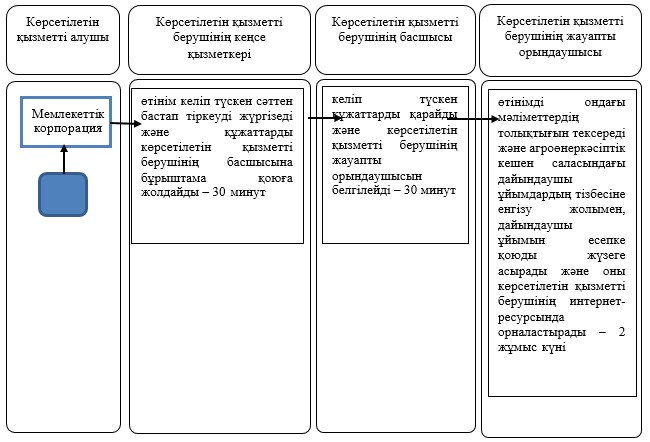 Көрсетілетін
қызметті алушы
Көрсетілетін қызметті
берушінің кеңсе
қызметкері
Көрсетілетін қызметті
берушінің басшысы
Көрсетілетін қызметті
берушінің жауапты
орындаушысы
Мемлекеттік
корпорация
өтінім келіп түскен сәттен
бастап тіркеуді жүргізеді
және құжаттарды
көрсетілетін қызметті
берушінің басшысына
бұрыштама қоюға
жолдайды – 30 минут
келіп түскен
құжаттарды қарайды
және көрсетілетін
қызметті берушінің
жауапты
орындаушысын
белгілейді – 30 минут
өтінімді ондағы
мәліметтердің
толықтығын тексереді
және агроөнеркәсіптік
кешен саласындағы
дайындаушы
ұйымдардың тізбесіне
енгізу жолымен,
дайындаушы
ұйымын есепке
қоюды жүзеге
асырады және оны
көрсетілетін қызметті
берушінің интернет-
ресурсында
орналастырады – 2
жұмыс күні